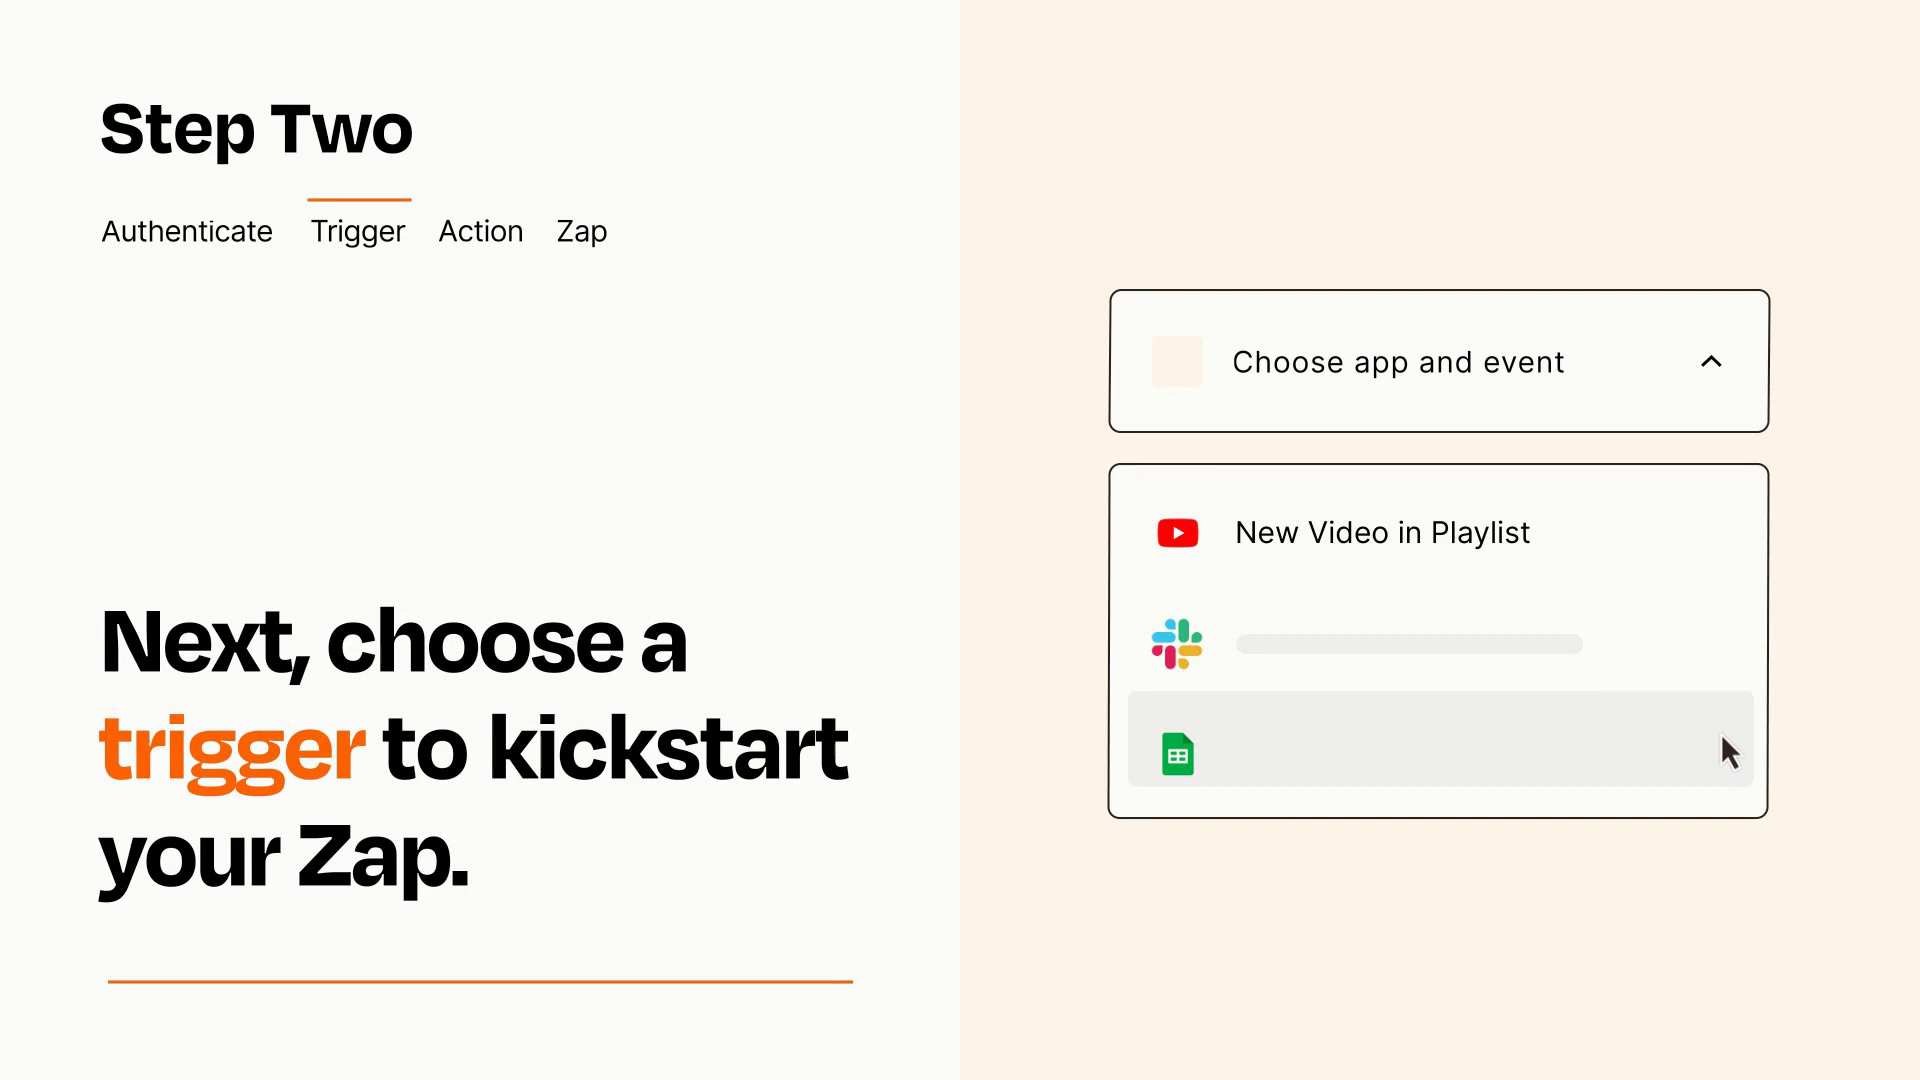 Step Two
Authenticate Trigger Action Zap
Next, choose a
trigger to kickstart
your Zap.
Choose app and event
New Video in Playlist